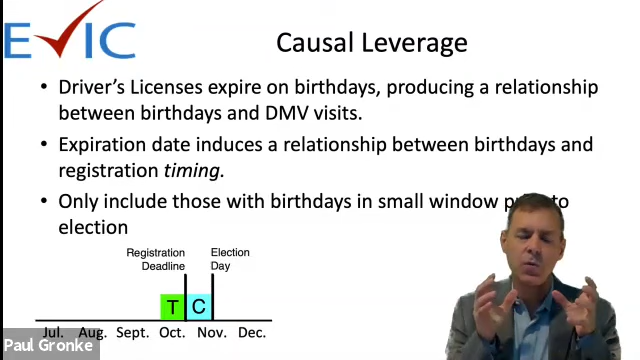 EVIC
Causal Leverage
• Driver's Licenses expire on birthdays, producing a relationship
between birthdays and DMV visits.
• Expiration date induces a relationship between birthdays and
registration timing.
• Only include those with birthdays in small window to
election
Registration
Deadline
Election
Day
T C
Jul. Aug. Sept. Oct. Nov. Dec.
Paul Gronke